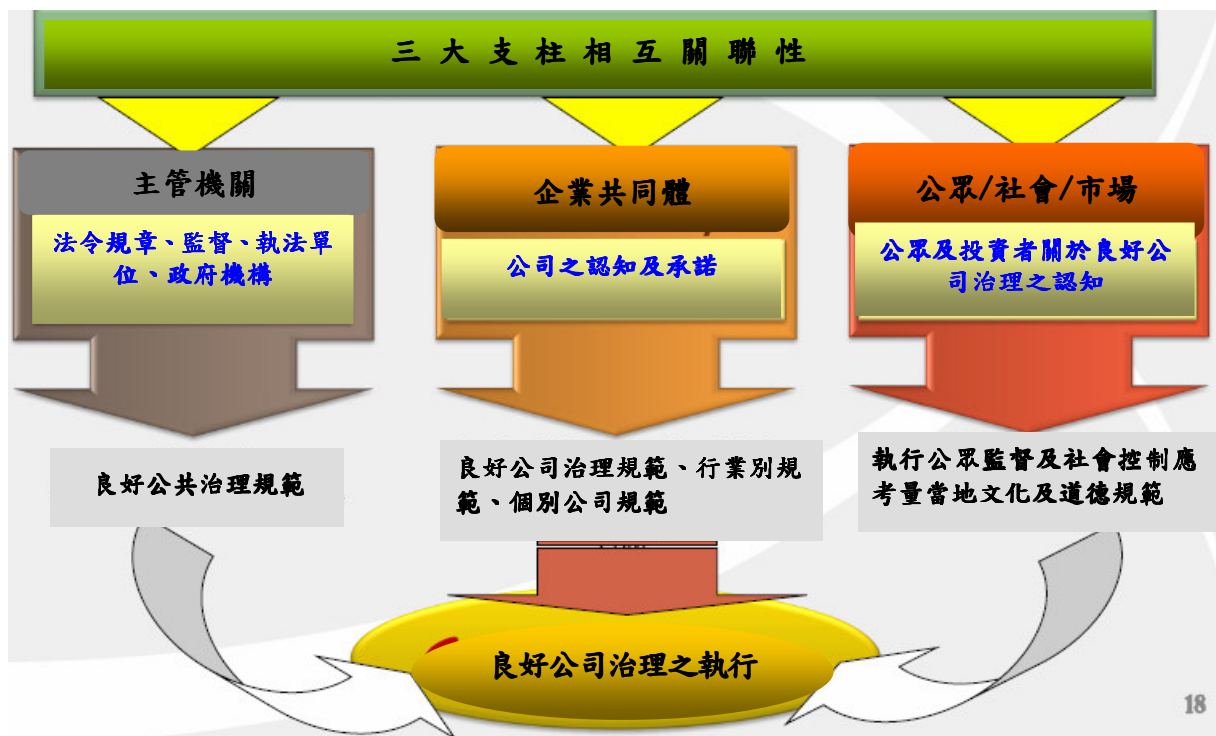 三大支柱相互關聯性
主管機關
法令規章、監督、執法單
位、政府機構
企業共同體
公司之認知及承諾
公眾/社會/市場
公眾及投資者關於良好公
司治理之認知
良好公共治理規範
良好公司治理規範、行業別規
範、個別公司規範
執行公眾監督及社會控制應
考量當地文化及道德規範
良好公司治理之執行
18